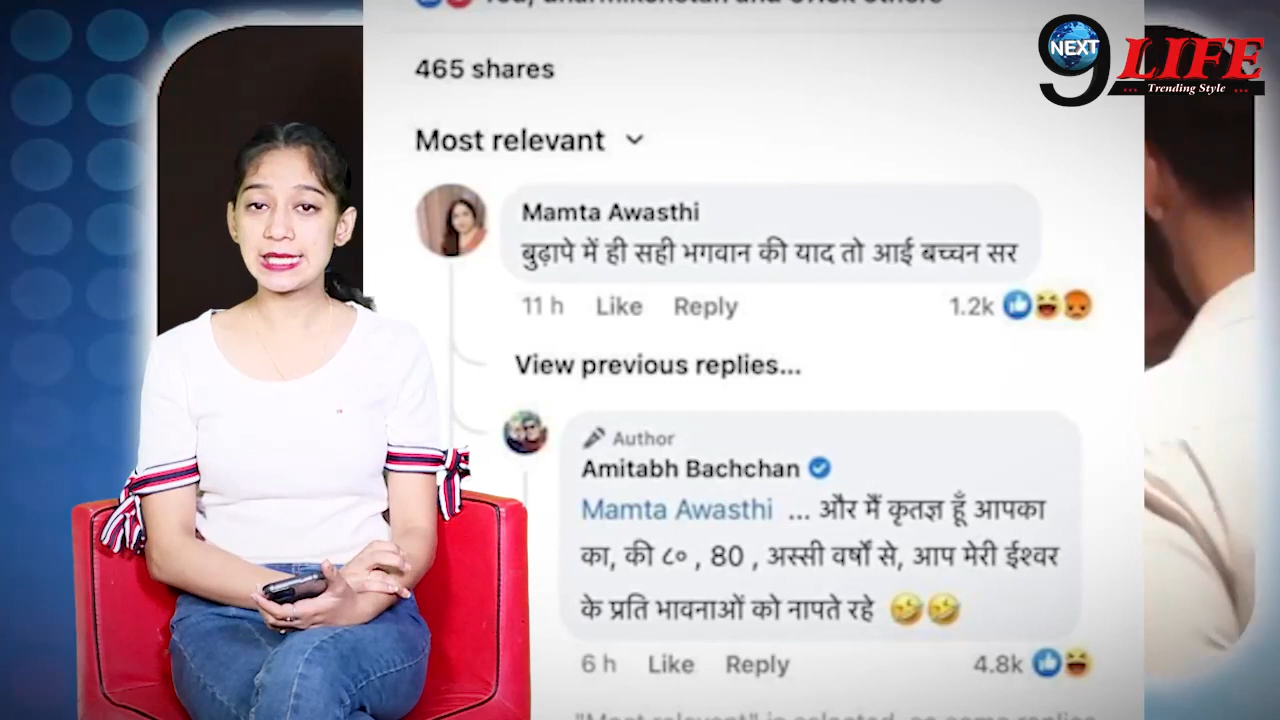 465 shares
Most relevant
Mamta Awasthi
बुढ़ापे में ही सही भगवान की याद तो आई बच्चन सर
11 h Like Reply 1.2k
View previous replies...
Author
Amitabh Bachchan
Mamta Awasthi ... और मैं कृतज्ञ हूँ आपका
का, की ८० , 80 , अस्सी वर्षों से, आप मेरी ईश्वर
के प्रति भावनाओं को नापते रहे 🤣🤣
6 h Like Reply 4.8k
9 NEXT LIFE
... Trending Style ...